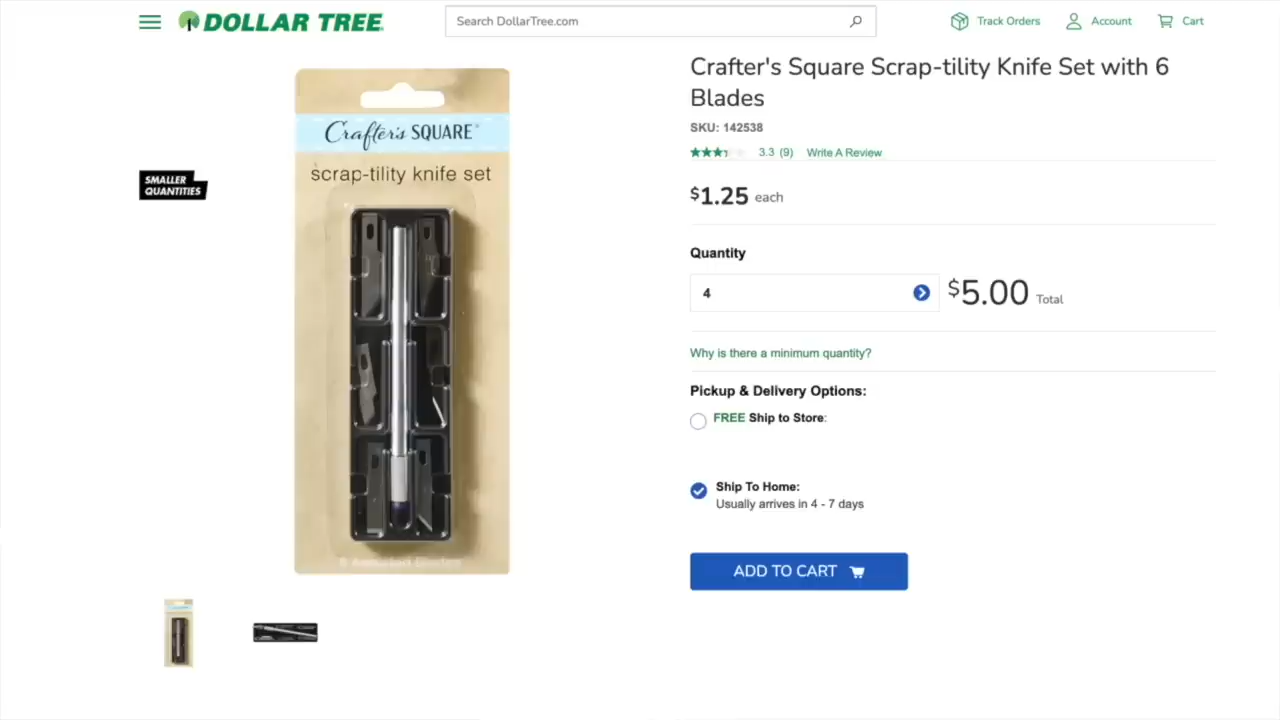 DOLLAR TREE
Search DollarTree.com
Track Orders
Account
Cart
SMALLER
QUANTITIES
Crafter's SQUARE
scrap-tility knife set
Crafter's Square Scrap-tility Knife Set with 6
Blades
SKU: 142538
3.3 (9) Write A Review
$1.25 each
Quantity
4
$5.00 Total
Why is there a minimum quantity?
Pickup & Delivery Options:
FREE Ship to Store:
Ship To Home:
Usually arrives in 4 - 7 days
ADD TO CART